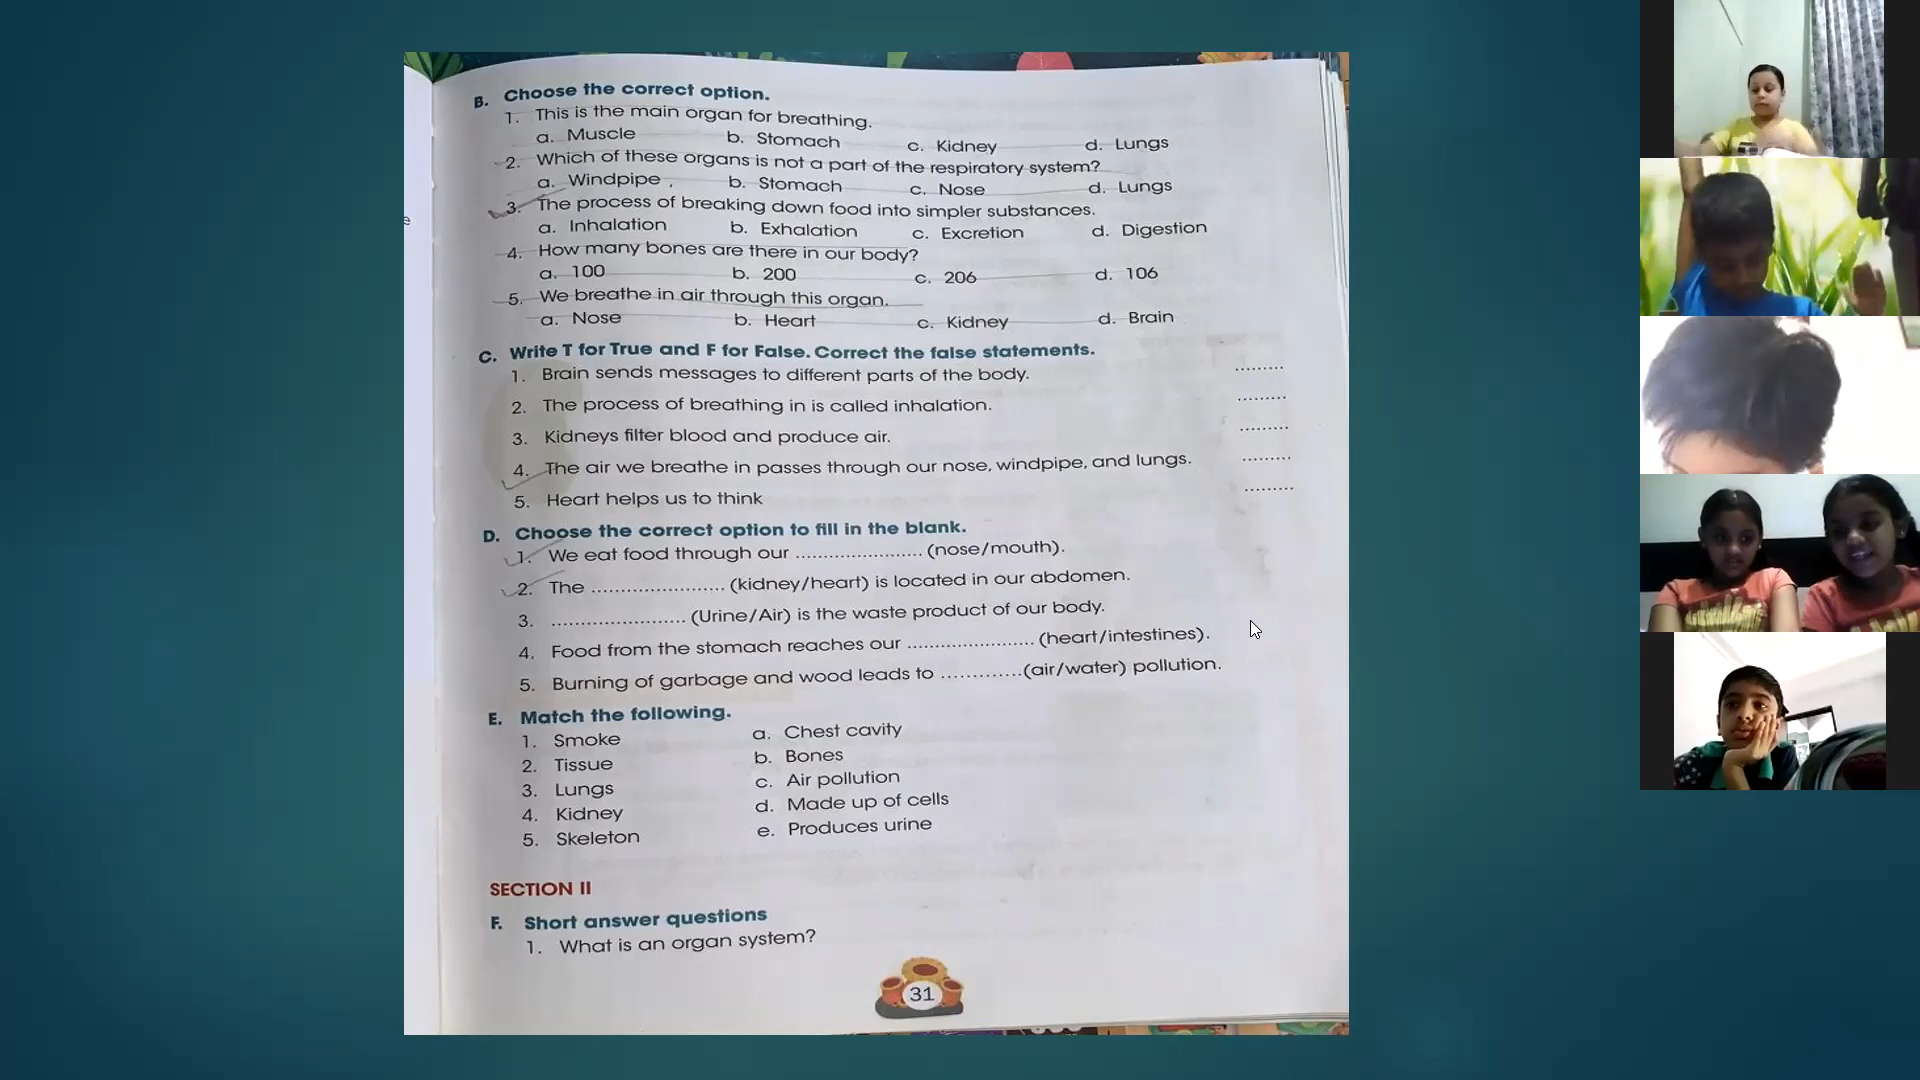 B. Choose the correct option.
1. This is the main organ for breathing.
a. Muscle b. Stomach c. Kidney d. Lungs
2. Which of these organs is not a part of the respiratory system?
a. Windpipe b. Stomach c. Nose d. Lungs
3. The process of breaking down food into simpler substances.
a. Inhalation b. Exhalation c. Excretion d. Digestion
4. How many bones are there in our body?
a. 100 b. 200 c. 206 d. 106
5. We breathe in air through this organ.
a. Nose b. Heart c. Kidney d. Brain
C. Write T for True and F for False. Correct the false statements.
1. Brain sends messages to different parts of the body. .........
2. The process of breathing in is called inhalation. .........
3. Kidneys filter blood and produce air. .........
4. The air we breathe in passes through our nose, windpipe, and lungs. .........
5. Heart helps us to think .........
D. Choose the correct option to fill in the blank.
1. We eat food through our ....................... (nose/mouth).
2. The ........................ (kidney/heart) is located in our abdomen.
3. ........................ (Urine/Air) is the waste product of our body.
4. Food from the stomach reaches our ....................... (heart/intestines).
5. Burning of garbage and wood leads to .............(air/water) pollution.
E. Match the following.
1. Smoke a. Chest cavity
2. Tissue b. Bones
3. Lungs c. Air pollution
4. Kidney d. Made up of cells
5. Skeleton e. Produces urine
SECTION II
F. Short answer questions
1. What is an organ system?
31